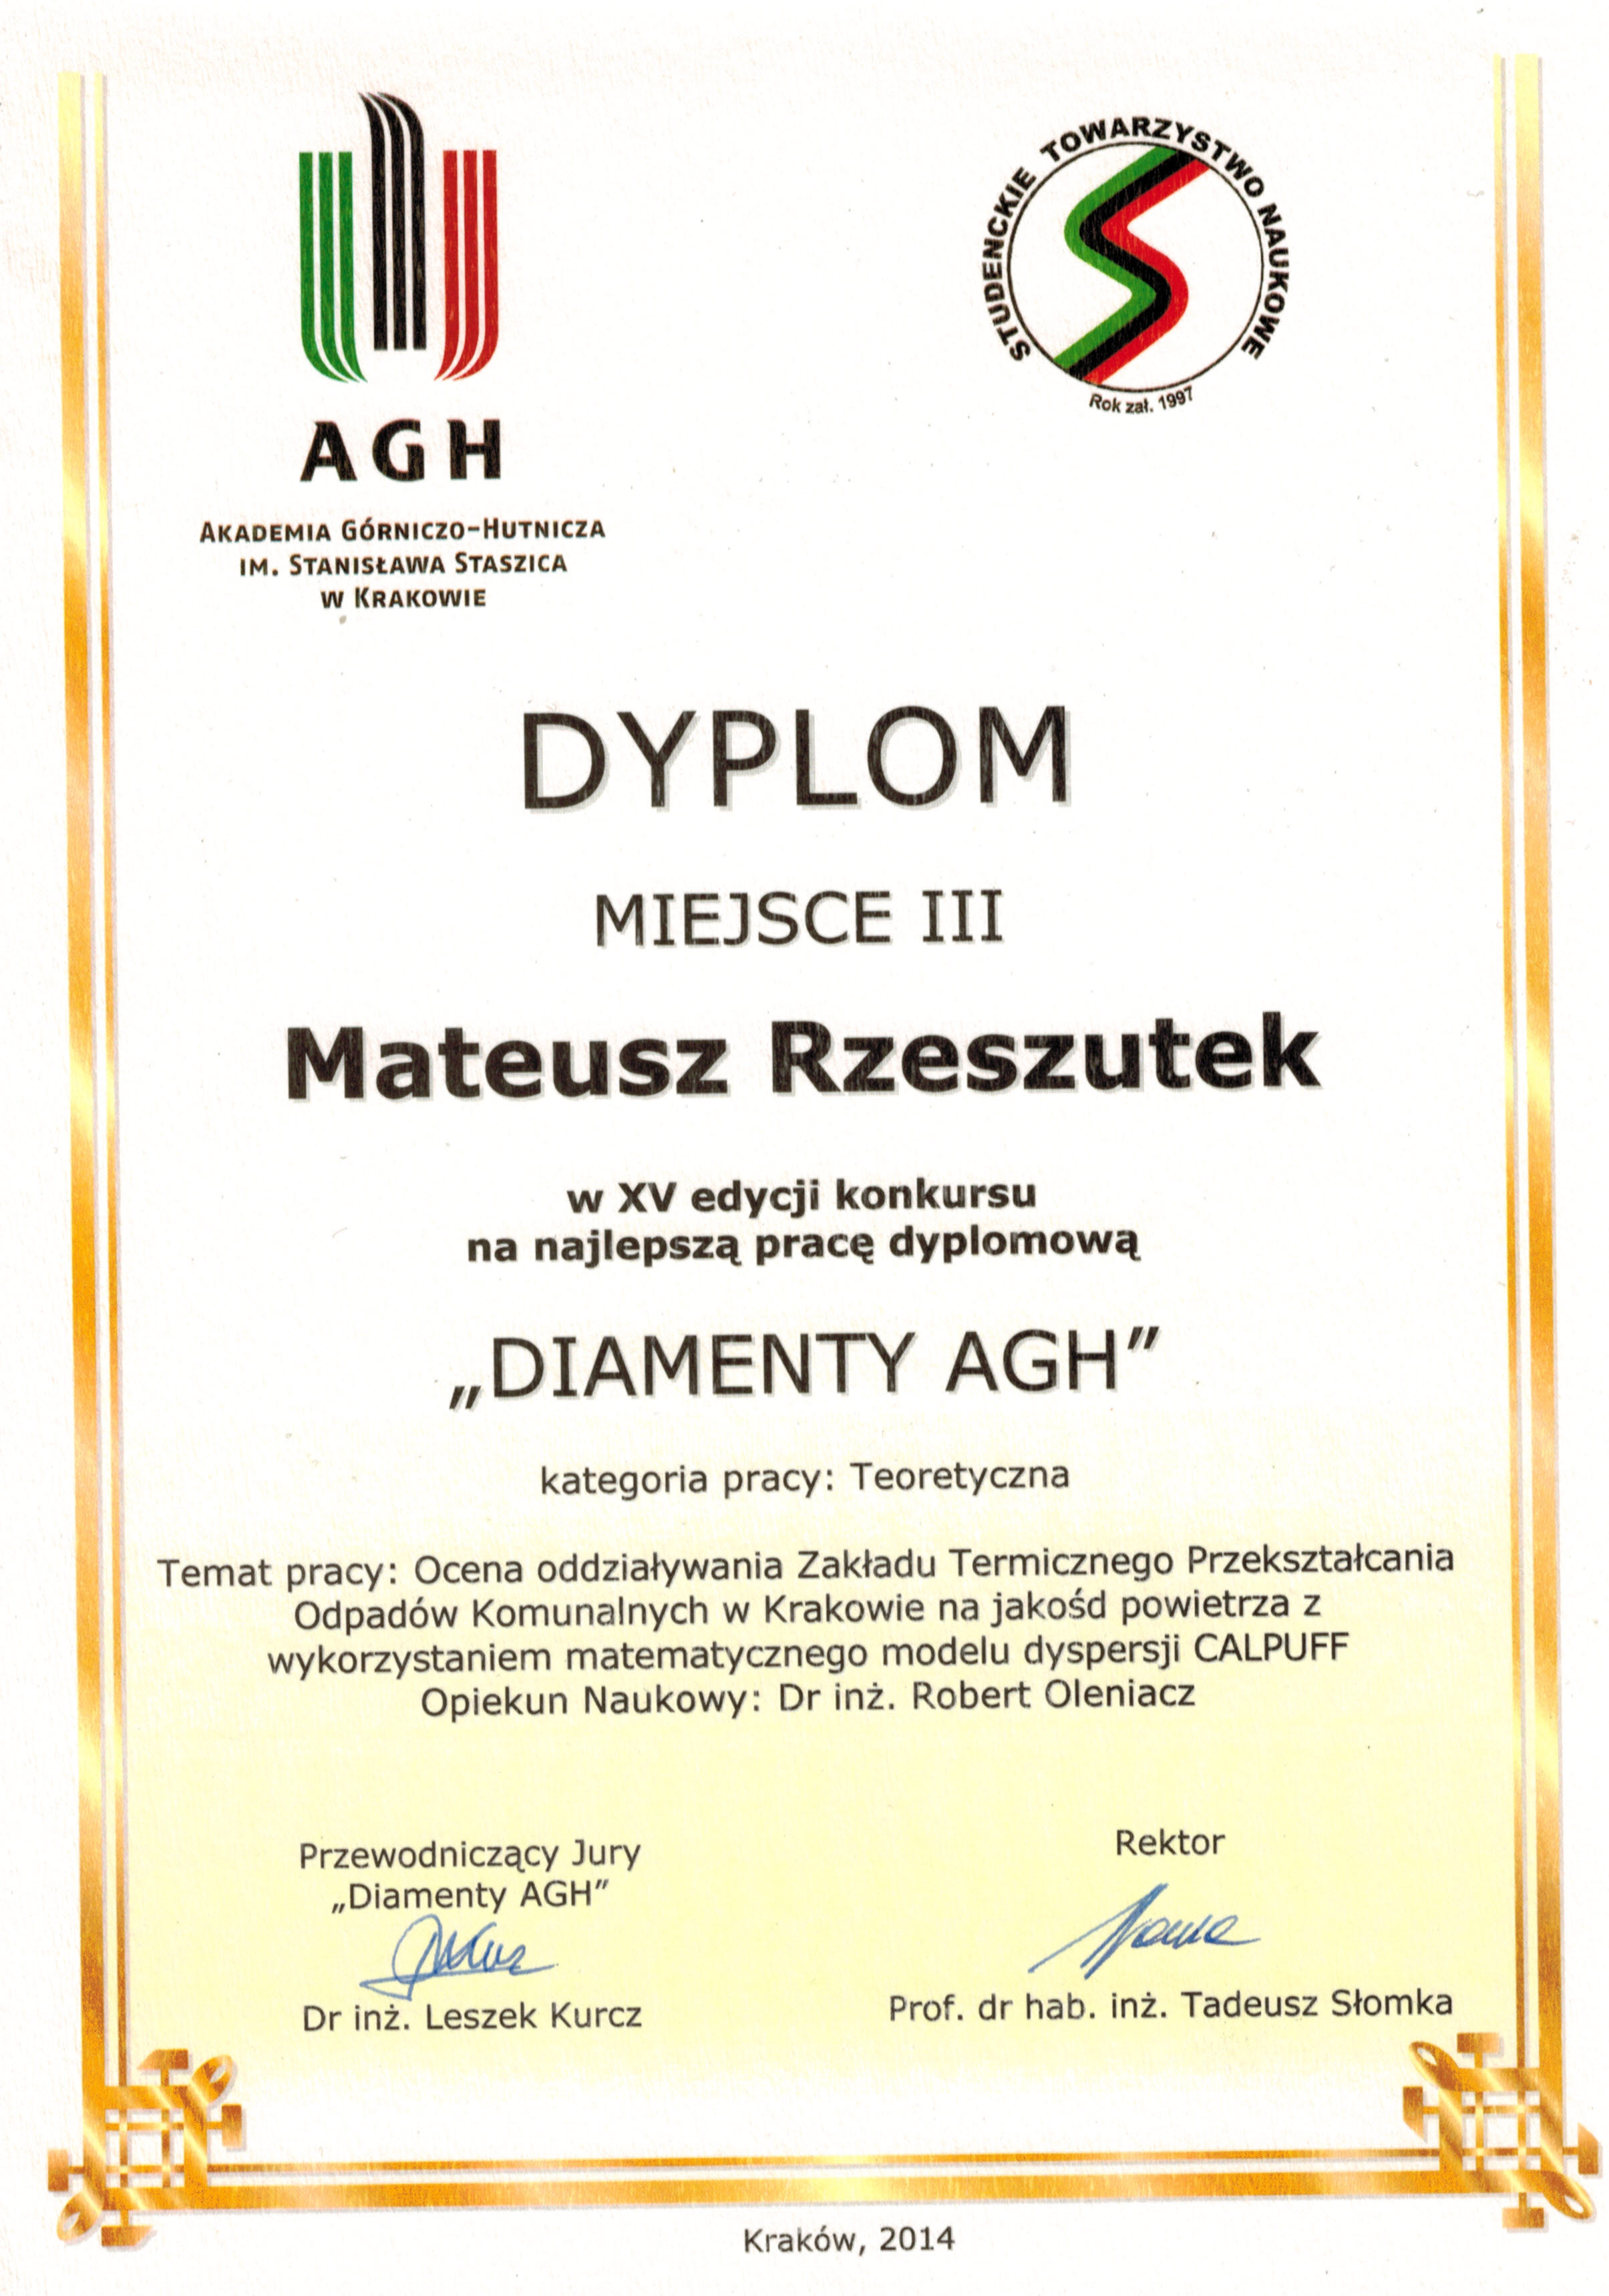 AGH
AKADEMIA GÓRNICZO-HUTNICZA
IM. STANISŁAWA STASZICA
W KRAKOWIE
STUDENCKIE TOWARZYSTWO NAUKOWE
Rok zał. 1997
DYPLOM
MIEJSCE III
Mateusz Rzeszutek
w XV edycji konkursu
na najlepszą pracę dyplomową
„DIAMENTY AGH”
kategoria pracy: Teoretyczna
Temat pracy: Ocena oddziaływania Zakładu Termicznego Przekształcania
Odpadów Komunalnych w Krakowie na jakośd powietrza z
wykorzystaniem matematycznego modelu dyspersji CALPUFF
Opiekun Naukowy: Dr inż. Robert Oleniacz
Przewodniczący Jury
„Diamenty AGH”
Dr inż. Leszek Kurcz
Rektor
Prof. dr hab. inż. Tadeusz Słomka
Kraków, 2014